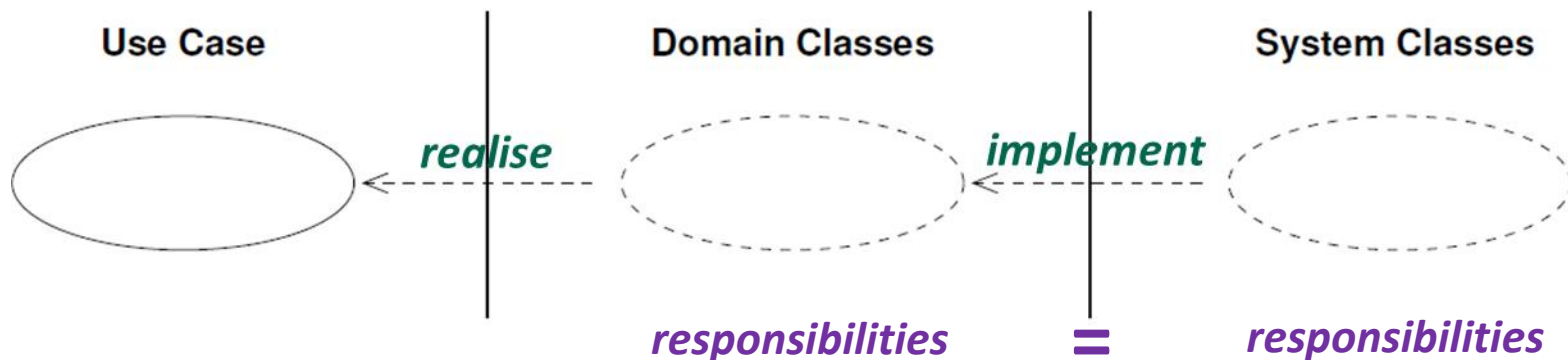 Use Case
Domain Classes
System Classes
realise
implement
responsibilities = responsibilities